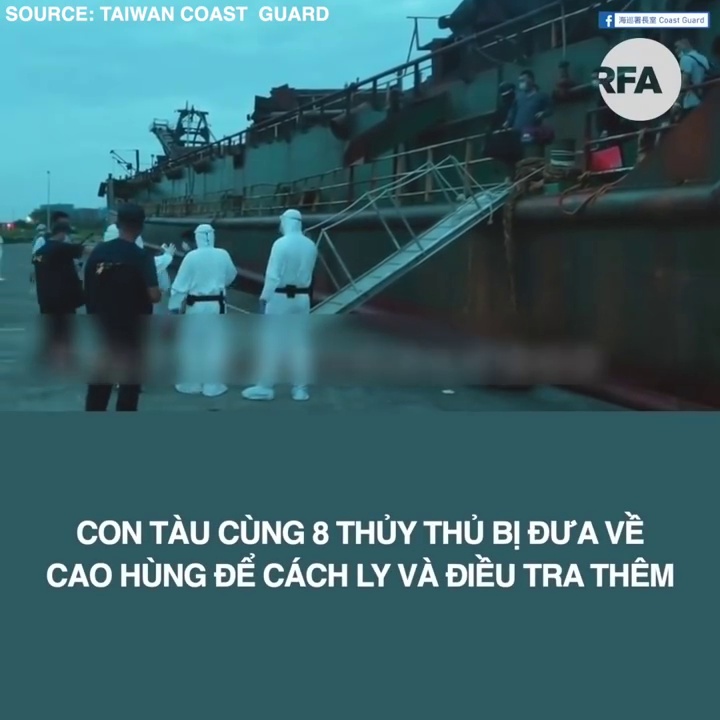 SOURCE: TAIWAN COAST GUARD
f 海巡署長室 Coast Guard
RFA
CON TÀU CÙNG 8 THỦY THỦ BỊ ĐƯA VỀ
CAO HÙNG ĐỂ CÁCH LY VÀ ĐIỀU TRA THÊM